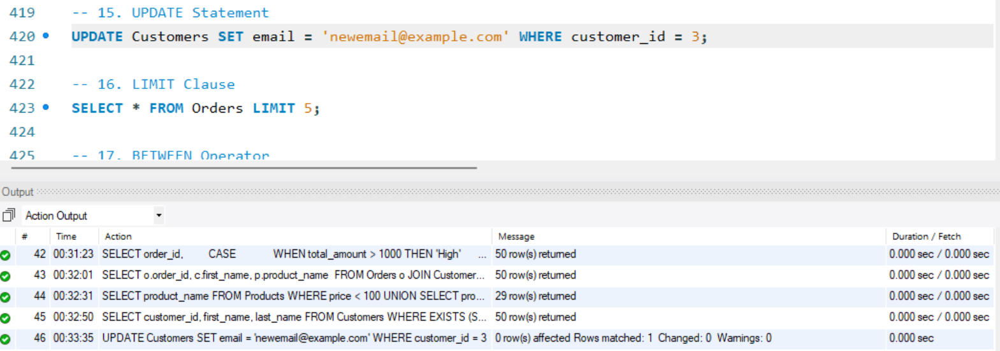 419 -- 15. UPDATE Statement
420 UPDATE Customers SET email = 'newemail@example.com' WHERE customer_id = 3;
421
422 -- 16. LIMIT Clause
423 SELECT * FROM Orders LIMIT 5;
424
425 -- 17. BETWEEN Operator
Output
Action Output
# Time Action Message Duration / Fetch
42 00:31:23 SELECT order_id, CASE WHEN total_amount > 1000 THEN 'High' ... 50 row(s) returned 0.000 sec / 0.000 sec
43 00:32:01 SELECT o.order_id, c.first_name, p.product_name FROM Orders o JOIN Customer... 50 row(s) returned 0.000 sec / 0.000 sec
44 00:32:31 SELECT product_name FROM Products WHERE price < 100 UNION SELECT pro... 29 row(s) returned 0.000 sec / 0.000 sec
45 00:32:50 SELECT customer_id, first_name, last_name FROM Customers WHERE EXISTS (S... 50 row(s) returned 0.000 sec / 0.000 sec
46 00:33:35 UPDATE Customers SET email = 'newemail@example.com' WHERE customer_id = 3 0 row(s) affected Rows matched: 1 Changed: 0 Warnings: 0 0.000 sec